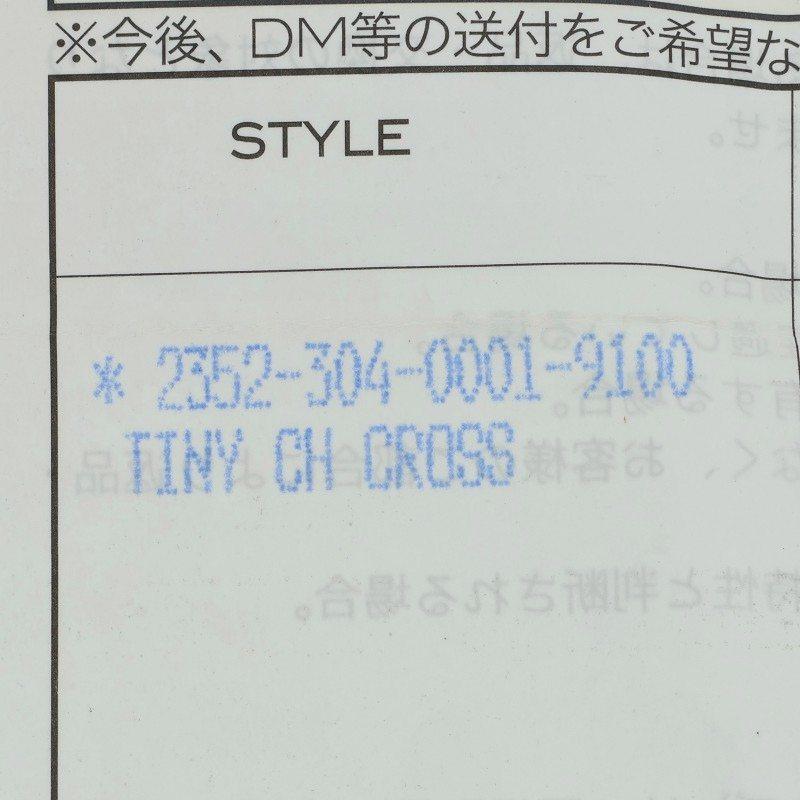 ※今後、DM等の送付をご希望な
STYLE
* 2352-304-0001-9100
TINY CH CROSS